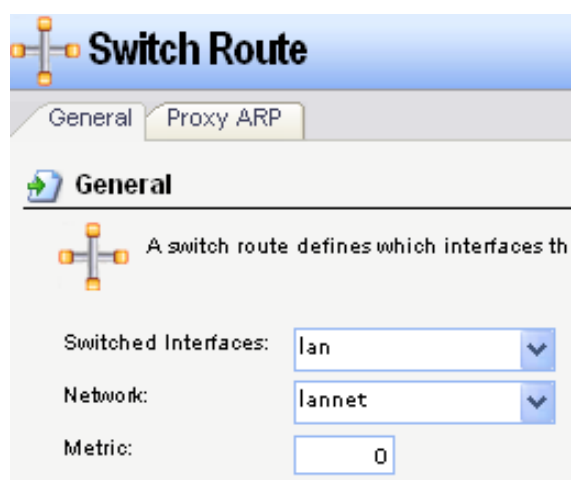 Switch Route
General Proxy ARP
General
A switch route defines which interfaces th
Switched Interfaces: lan
Network: lannet
Metric: 0